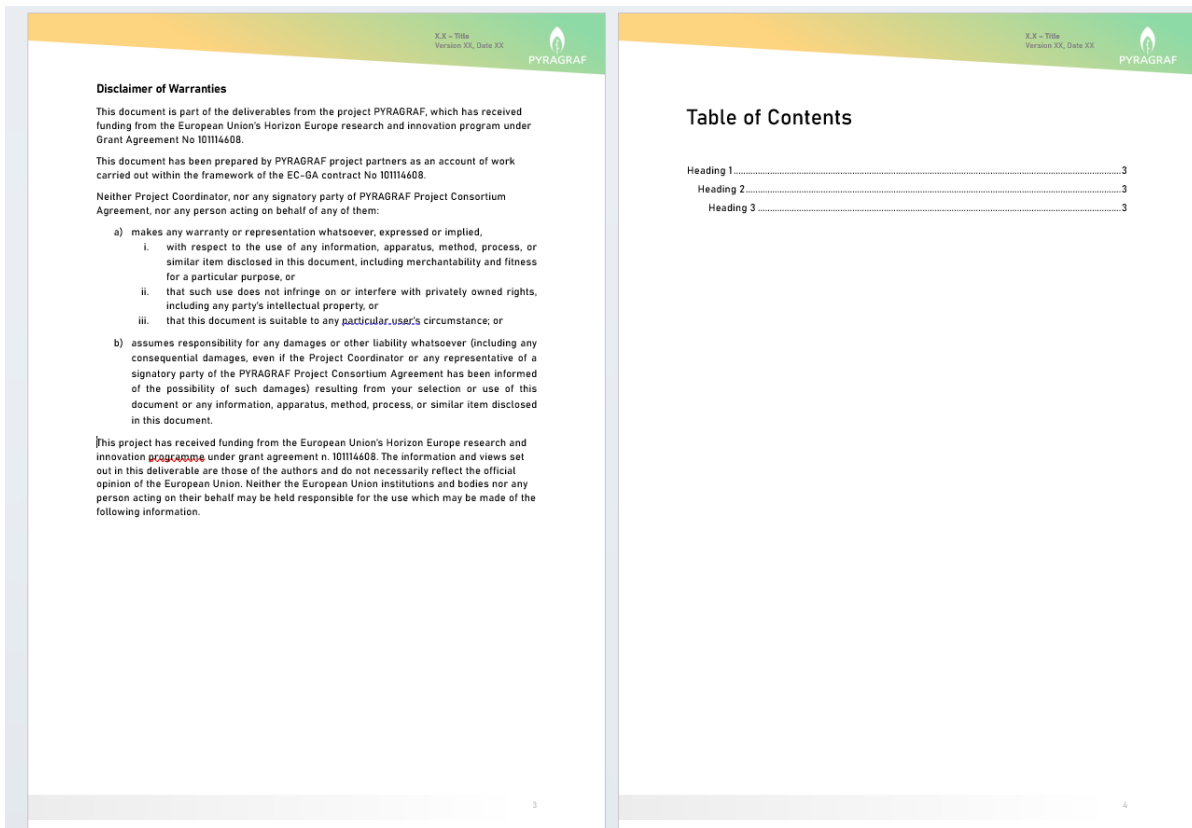 X.X – Title
Version XX, Date XX
PYRAGRAF
Disclaimer of Warranties
This document is part of the deliverables from the project PYRAGRAF, which has received
funding from the European Union's Horizon Europe research and innovation program under
Grant Agreement No 101114608.
This document has been prepared by PYRAGRAF project partners as an account of work
carried out within the framework of the EC-GA contract No 101114608.
Neither Project Coordinator, nor any signatory party of PYRAGRAF Project Consortium
Agreement, nor any person acting on behalf of any of them:
a) makes any warranty or representation whatsoever, expressed or implied,
i. with respect to the use of any information, apparatus, method, process, or
similar item disclosed in this document, including merchantability and fitness
for a particular purpose, or
ii. that such use does not infringe on or interfere with privately owned rights,
including any party's intellectual property, or
iii. that this document is suitable to any particular user's circumstance; or
b) assumes responsibility for any damages or other liability whatsoever (including any
consequential damages, even if the Project Coordinator or any representative of a
signatory party of the PYRAGRAF Project Consortium Agreement has been informed
of the possibility of such damages) resulting from your selection or use of this
document or any information, apparatus, method, process, or similar item disclosed
in this document.
This project has received funding from the European Union's Horizon Europe research and
innovation programme under grant agreement n. 101114608. The information and views set
out in this deliverable are those of the authors and do not necessarily reflect the official
opinion of the European Union. Neither the European Union institutions and bodies nor any
person acting on their behalf may be held responsible for the use which may be made of the
following information.
3
X.X – Title
Version XX, Date XX
PYRAGRAF
Table of Contents
Heading 1.....3
Heading 2.....3
Heading 3.....3
4